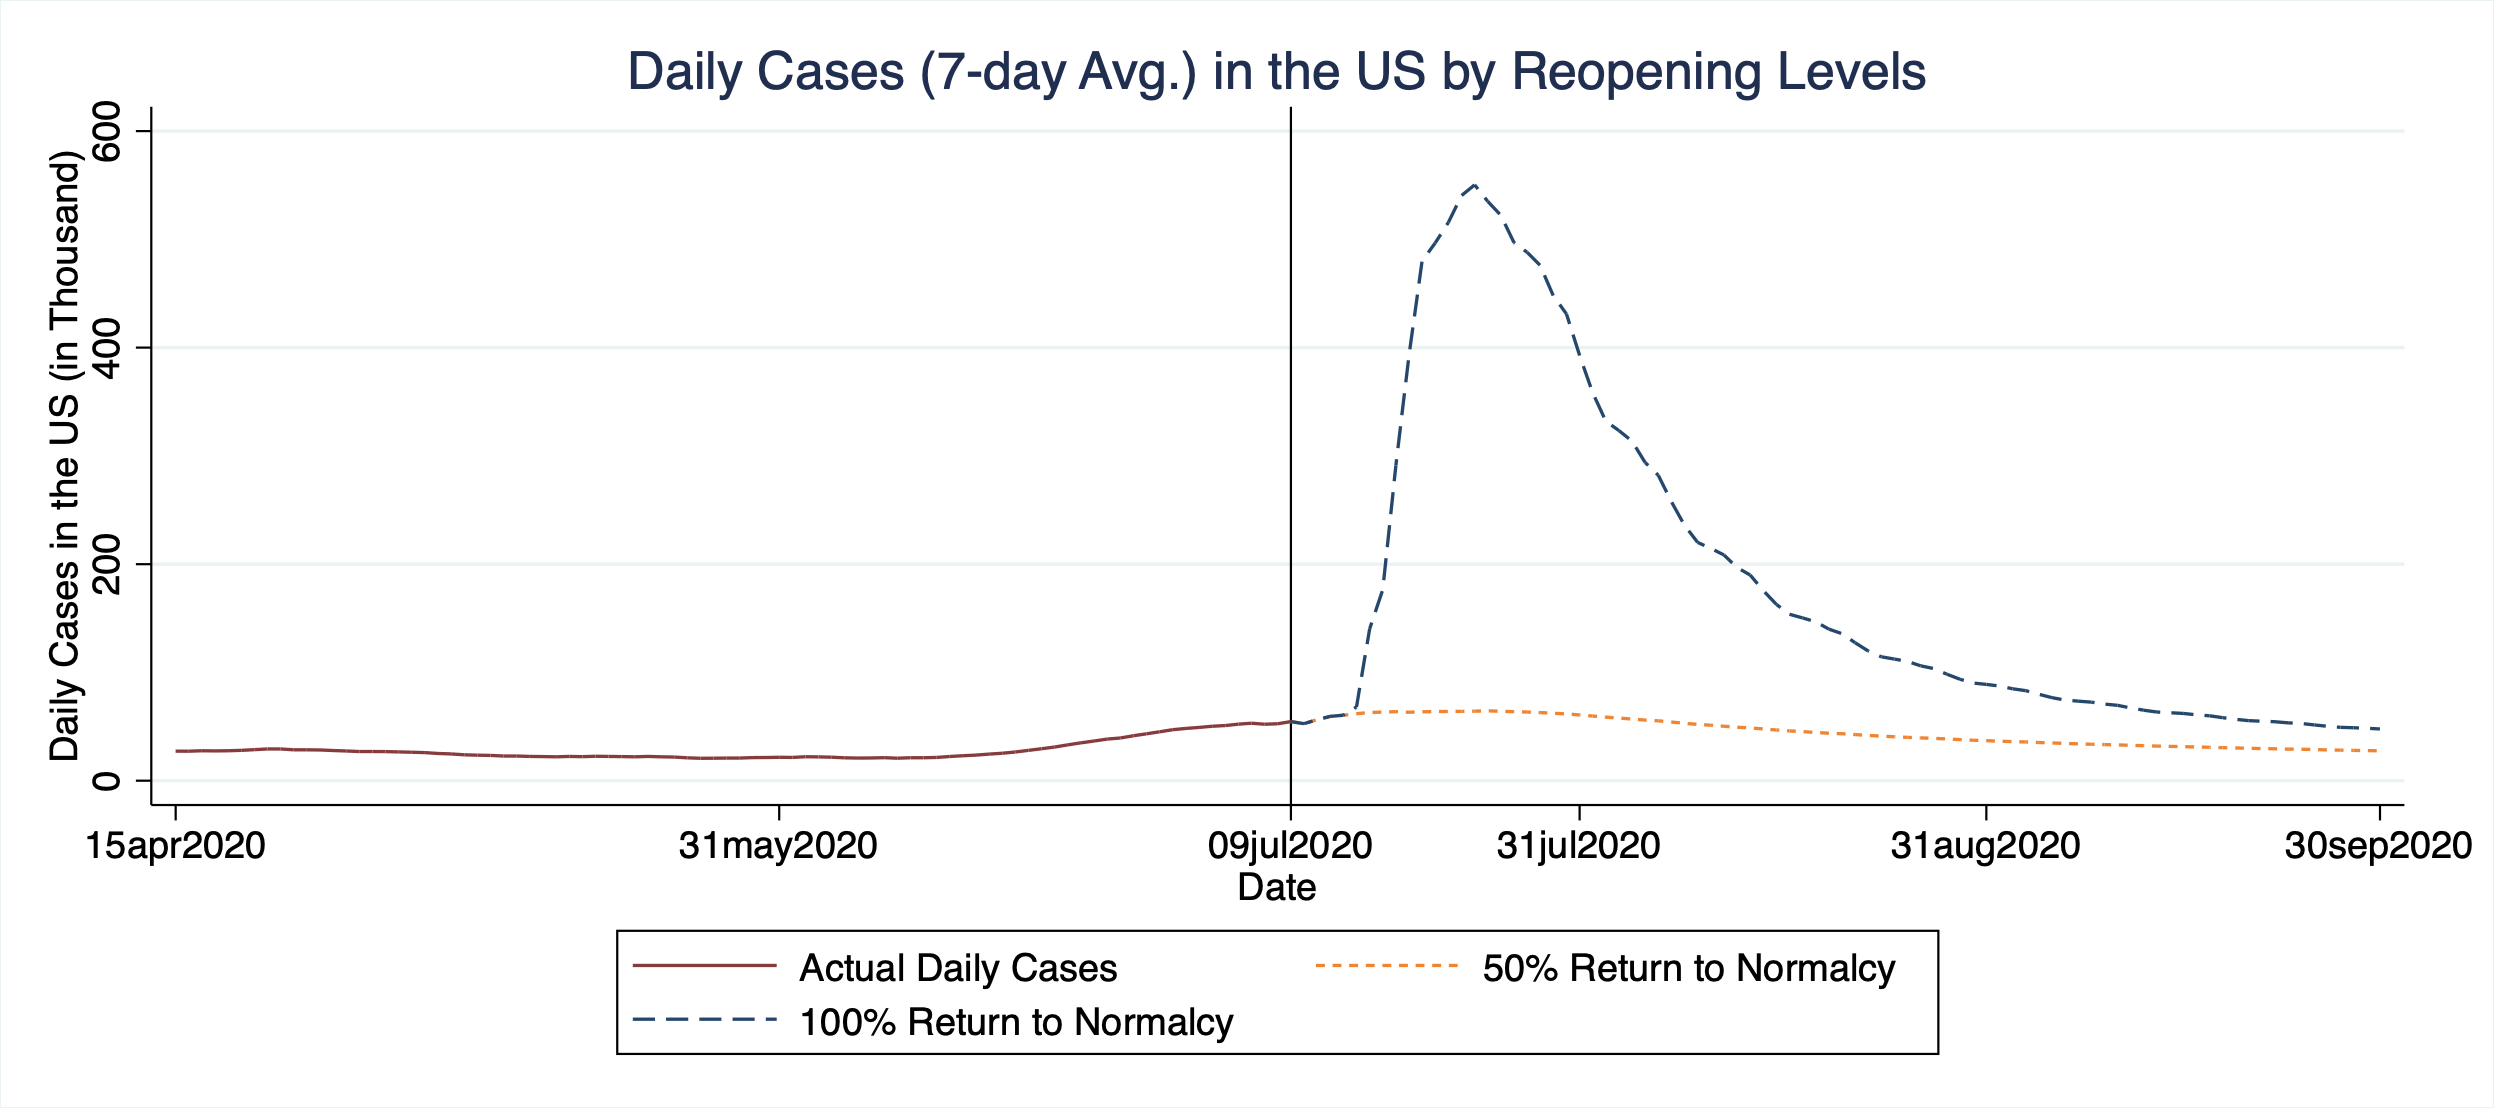 Daily Cases (7-day Avg.) in the US by Reopening Levels
Daily Cases in the US (in Thousand)
600
400
200
0
15apr2020 31may2020 09jul2020 31jul2020 31aug2020 30sep2020
Date
Actual Daily Cases 50% Return to Normalcy
100% Return to Normalcy